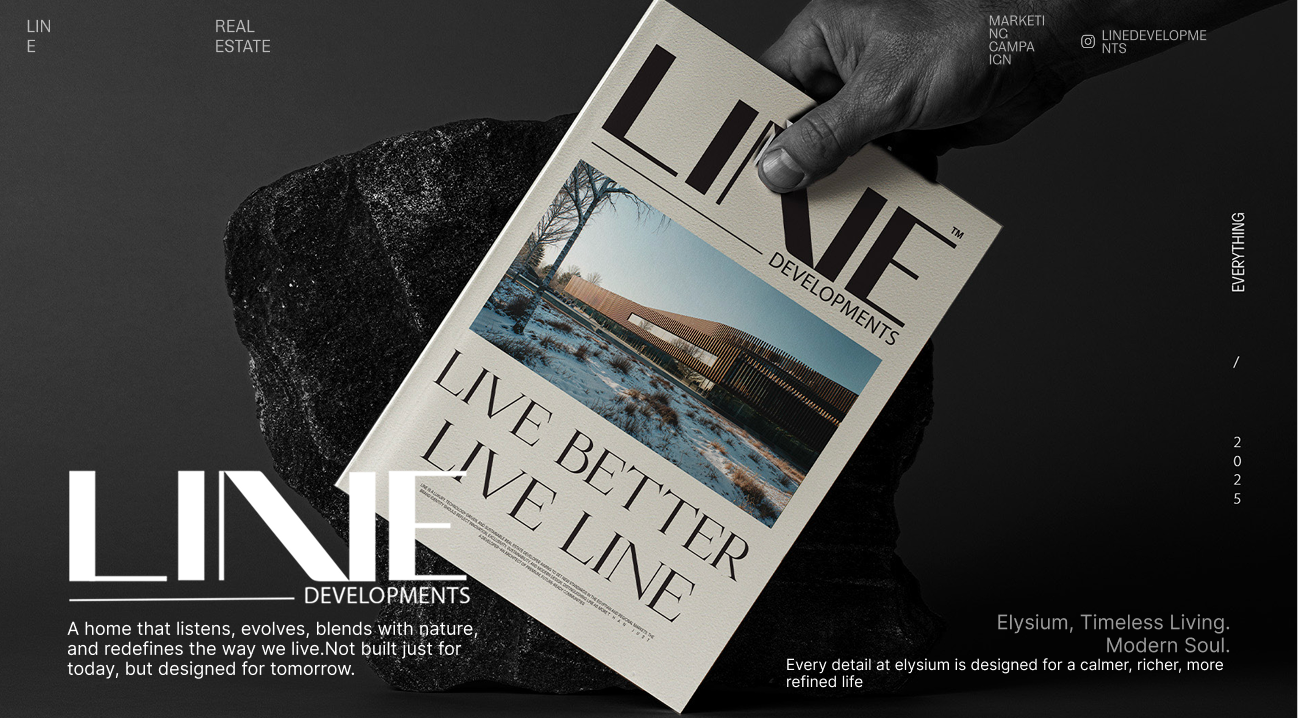 LIN
E
REAL
ESTATE
MARKETI
NG
CAMPA
IGN
LINEDEVELOPME
NTS
LINE
™
DEVELOPMENTS
LIVE BETTER
LIVE LINE
EVERYTHING
/
2
0
2
5
LINE
DEVELOPMENTS
A home that listens, evolves, blends with nature,
and redefines the way we live.Not built just for
today, but designed for tomorrow.
Elysium, Timeless Living.
Modern Soul.
Every detail at elysium is designed for a calmer, richer, more
refined life